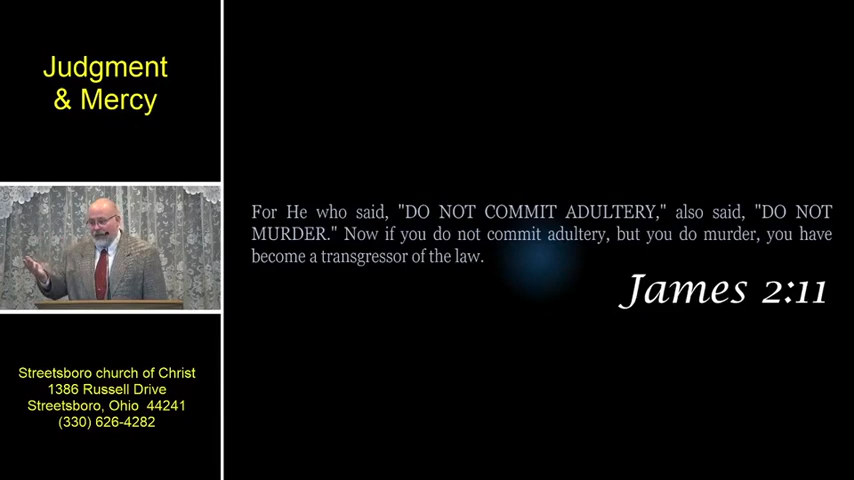 Judgment
& Mercy
For He who said, "DO NOT COMMIT ADULTERY," also said, "DO NOT
MURDER." Now if you do not commit adultery, but you do murder, you have
become a transgressor of the law.
James 2:11
Streetsboro church of Christ
1386 Russell Drive
Streetsboro, Ohio 44241
(330) 626-4282